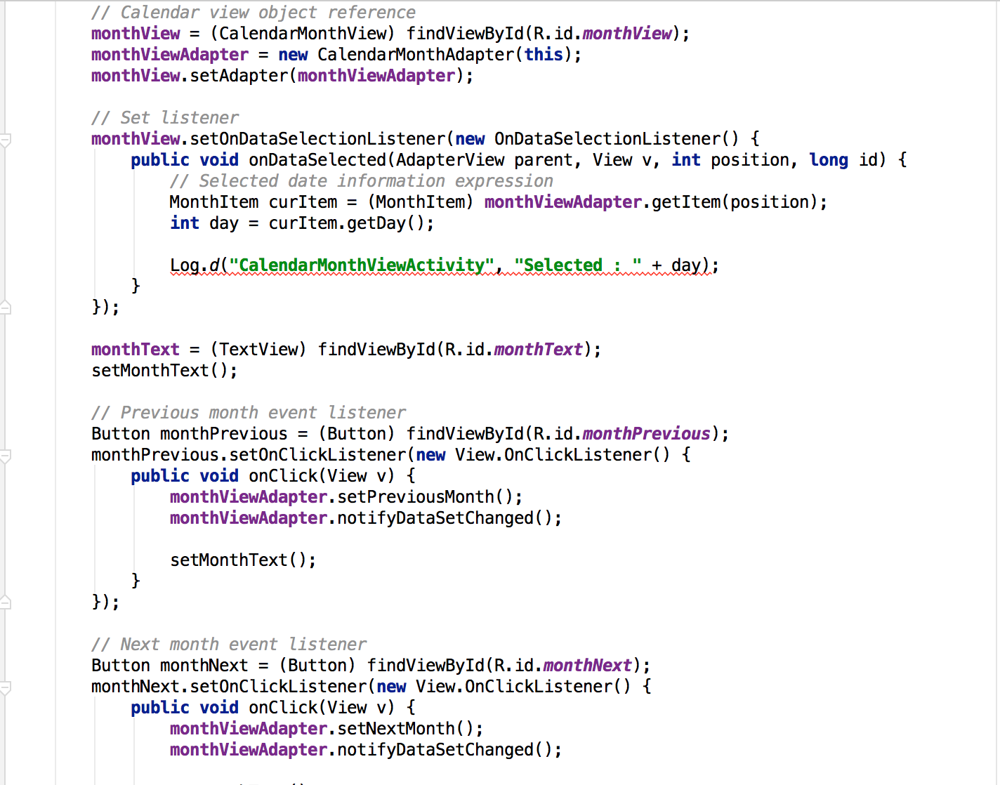 // Calendar view object reference
monthView = (CalendarMonthView) findViewById(R.id.monthView);
monthViewAdapter = new CalendarMonthAdapter(this);
monthView.setAdapter(monthViewAdapter);
// Set listener
monthView.setOnDataSelectionListener(new OnDataSelectionListener() {
public void onDataSelected(AdapterView parent, View v, int position, long id) {
// Selected date information expression
MonthItem curItem = (MonthItem) monthViewAdapter.getItem(position);
int day = curItem.getDay();
Log.d("CalendarMonthViewActivity", "Selected : " + day);
}
});
monthText = (TextView) findViewById(R.id.monthText);
setMonthText();
// Previous month event listener
Button monthPrevious = (Button) findViewById(R.id.monthPrevious);
monthPrevious.setOnClickListener(new View.OnClickListener() {
public void onClick(View v) {
monthViewAdapter.setPreviousMonth();
monthViewAdapter.notifyDataSetChanged();
setMonthText();
}
});
// Next month event listener
Button monthNext = (Button) findViewById(R.id.monthNext);
monthNext.setOnClickListener(new View.OnClickListener() {
public void onClick(View v) {
monthViewAdapter.setNextMonth();
monthViewAdapter.notifyDataSetChanged();